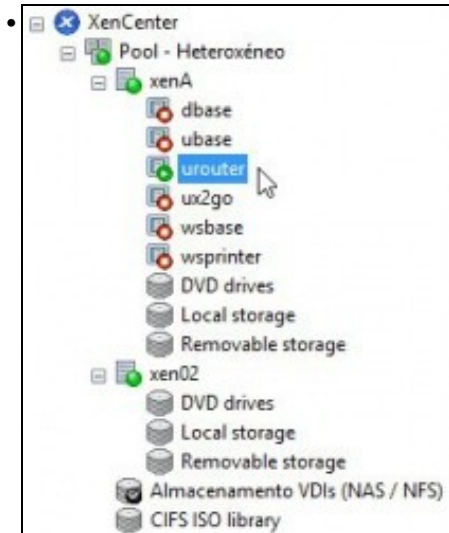 XenCenter
Pool - Heteroxéneo
xenA
dbase
ubase
urouter
ux2go
wsbase
wsprinter
DVD drives
Local storage
Removable storage
xen02
DVD drives
Local storage
Removable storage
Almacenamento VDIs (NAS / NFS)
CIFS ISO library